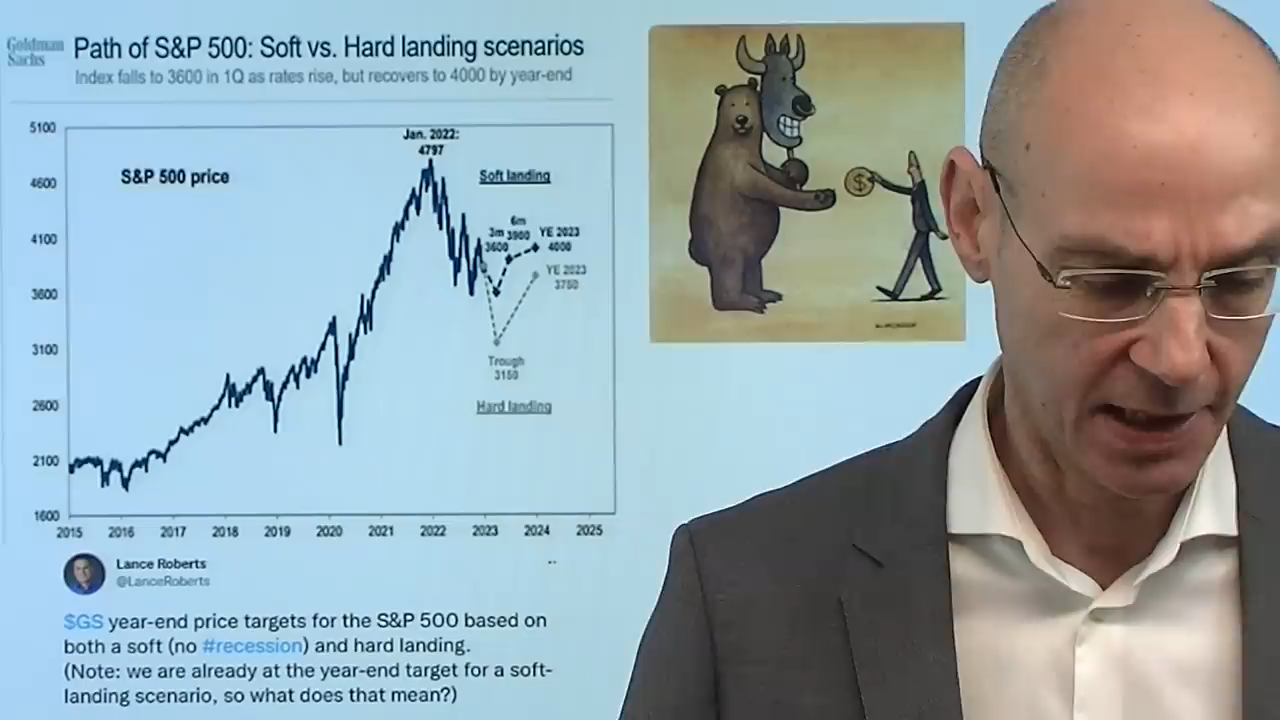 Goldman
Sachs
Path of S&P 500: Soft vs. Hard landing scenarios
Index falls to 3600 in 1Q as rates rise, but recovers to 4000 by year-end
5100
4600
4100
3600
3100
2600
2100
1600
S&P 500 price
Jan. 2022:
4797
Soft landing
3m
3600
6m
3900
YE 2023
4000
YE 2023
3750
Trough
3150
Hard landing
2015 2016 2017 2018 2019 2020 2021 2022 2023 2024 2025
Lance Roberts
@LanceRoberts
$GS year-end price targets for the S&P 500 based on
both a soft (no #recession) and hard landing.
(Note: we are already at the year-end target for a soft-
landing scenario, so what does that mean?)
$